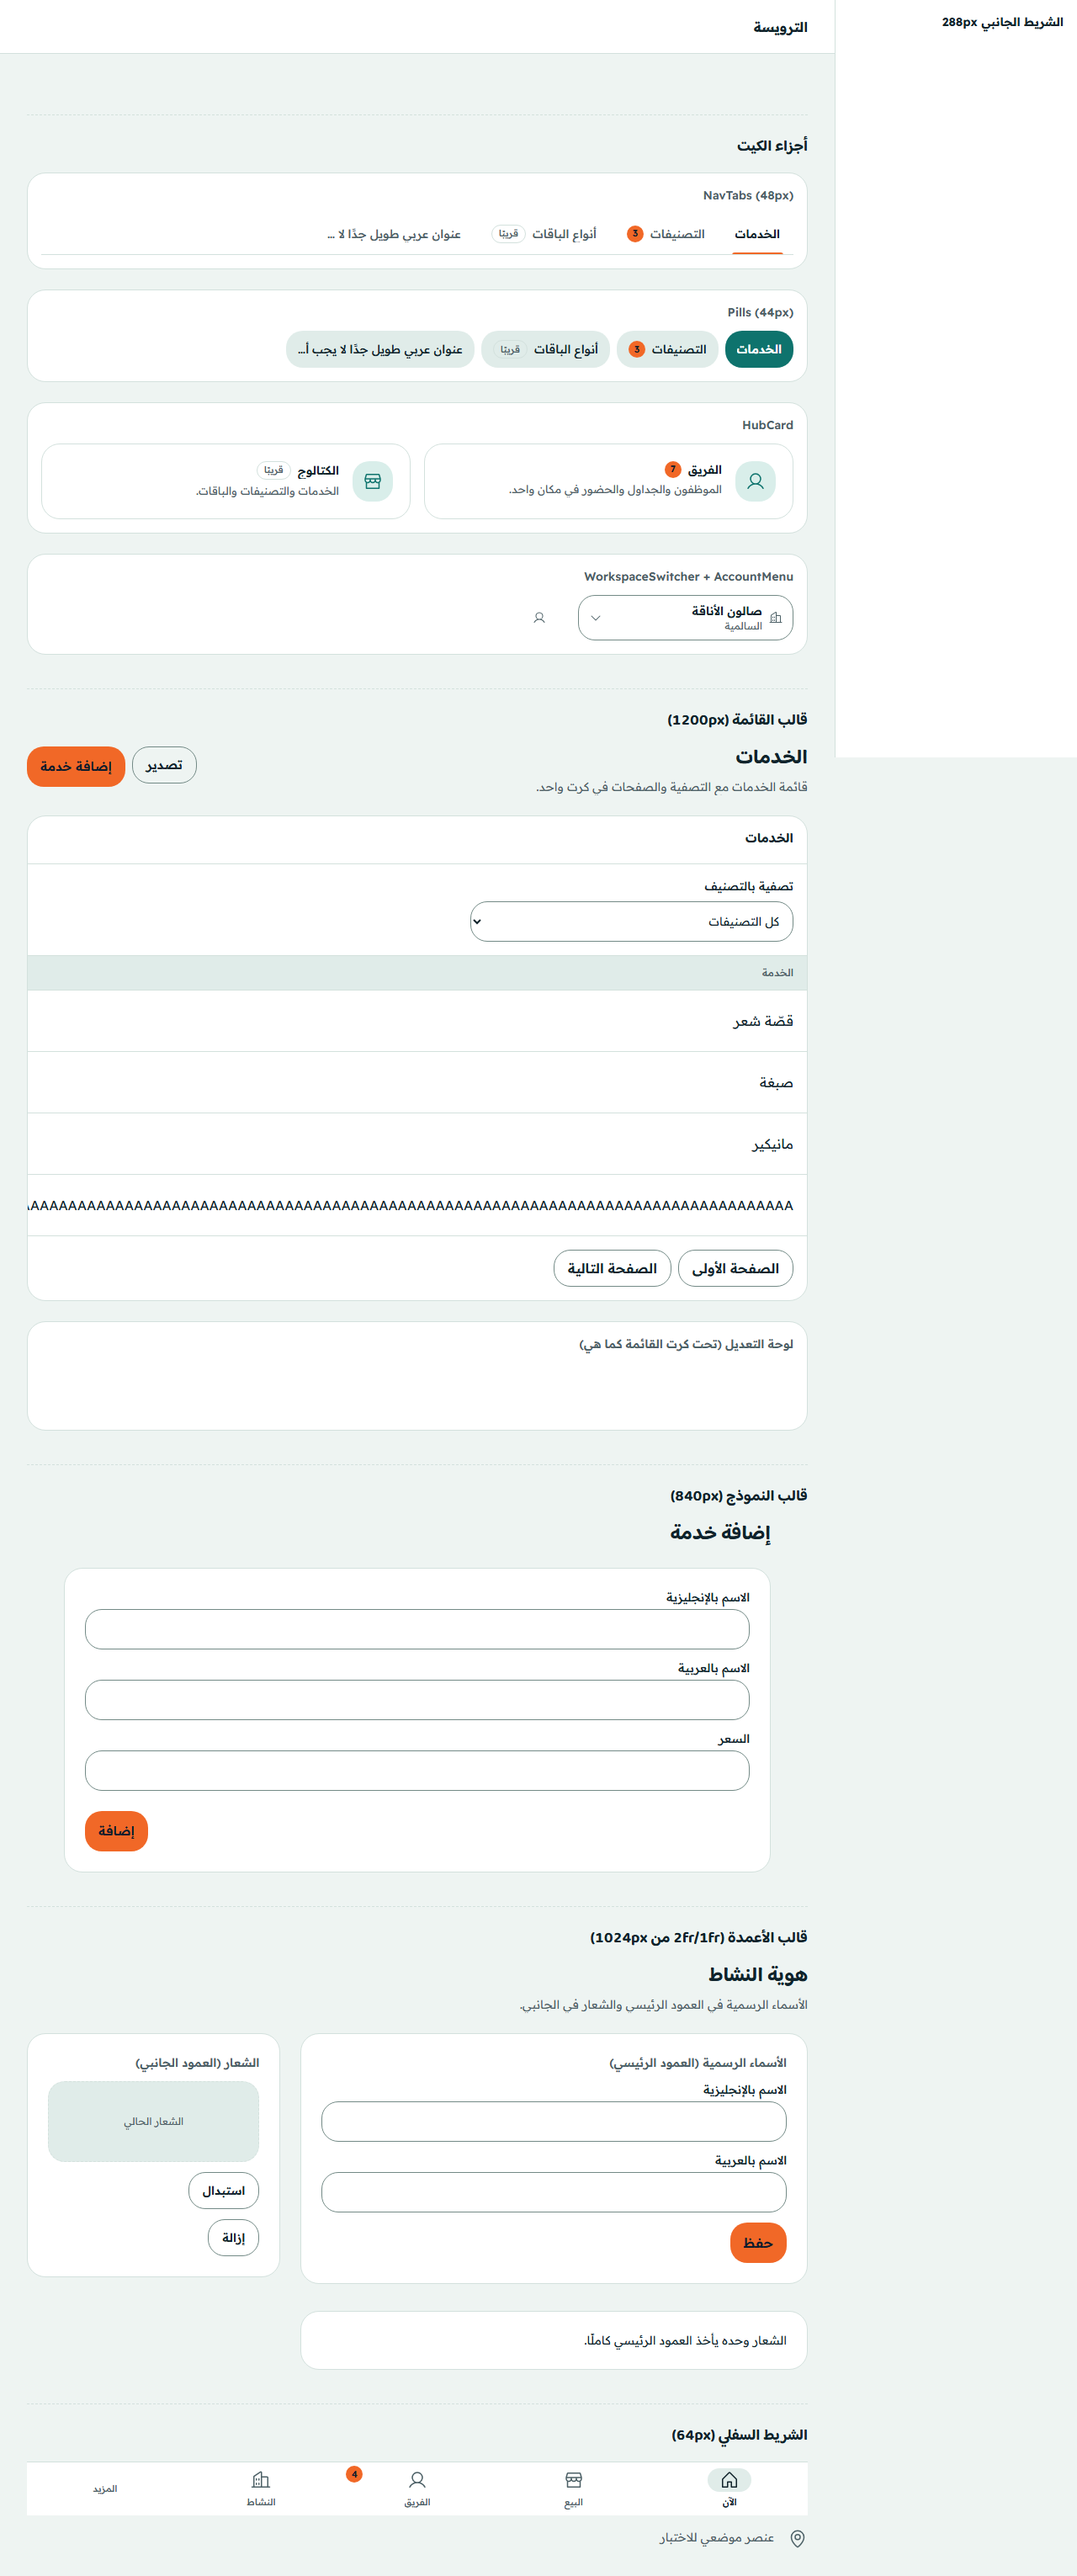 الشريط الجانبي 288px
الترويسة
أجزاء الكيت
NavTabs (48px)
الخدمات
التصنيفات 3
أنواع الباقات قريبًا
عنوان عربي طويل جدًا لا ...
Pills (44px)
الخدمات
التصنيفات 3
أنواع الباقات قريبًا
عنوان عربي طويل جدًا لا يجب أ...
HubCard
الفريق 7
الموظفون والجداول والحضور في مكان واحد.
الكتالوج قريبًا
الخدمات والتصنيفات والباقات.
WorkspaceSwitcher + AccountMenu
صالون الأناقة
السالمية
قالب القائمة (1200px)
الخدمات
قائمة الخدمات مع التصفية والصفحات في كرت واحد.
تصدير
إضافة خدمة
الخدمات
تصفية بالتصنيف
كل التصنيفات
الخدمة
قصّة شعر
صبغة
مانيكير
الصفحة الأولى
الصفحة التالية
لوحة التعديل (تحت كرت القائمة كما هي)
قالب النموذج (840px)
إضافة خدمة
الاسم بالإنجليزية
الاسم بالعربية
السعر
إضافة
قالب الأعمدة (2fr/1fr من 1024px)
هوية النشاط
الأسماء الرسمية في العمود الرئيسي والشعار في الجانبي.
الأسماء الرسمية (العمود الرئيسي)
الاسم بالإنجليزية
الاسم بالعربية
حفظ
الشعار (العمود الجانبي)
الشعار الحالي
استبدال
إزالة
الشعار وحده يأخذ العمود الرئيسي كاملًا.
الشريط السفلي (64px)
الآن
البيع
الفريق
4
النشاط
المزيد
عنصر موضعي للاختبار